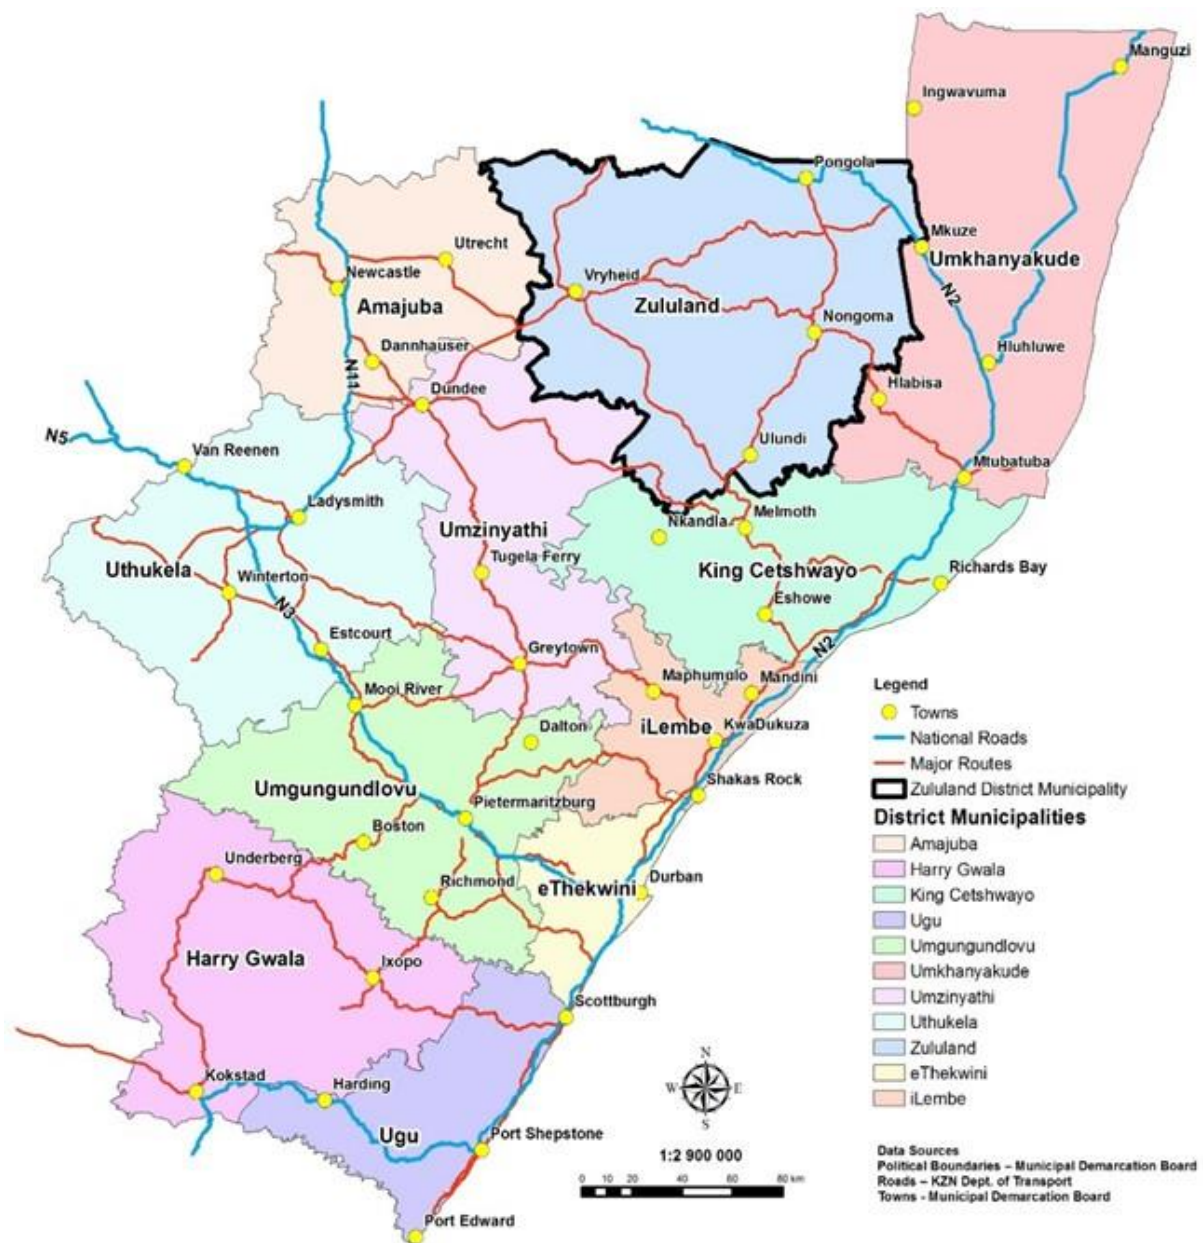 Manguzi
Ingwavuma
Pongola
Mkuze
Umkhanyakude
Utrecht
Newcastle
Amajuba
Vryheid
Zululand
N2
Nongoma
Dannhauser
N11
Hluhluwe
Dundee
Hlabisa
N5
Van Reenen
Ulundi
Mtubatuba
Ladysmith
Umzinyathi
Nkandla
Melmoth
Tugela Ferry
King Cetshwayo
Richards Bay
Uthukela
Winterton
N3
Eshowe
Estcourt
Greytown
N2
Mooi River
Maphumulo
Mandini
Dalton
iLembe
KwaDukuza
Shakas Rock
Umgungundlovu
Pietermaritzburg
Boston
Underberg
Richmond
eThekwini
Durban
Harry Gwala
Ixopo
Scottburgh
Kokstad
Harding
Ugu
Port Shepstone
Port Edward
Legend
Towns
National Roads
Major Routes
Zululand District Municipality
District Municipalities
Amajuba
Harry Gwala
King Cetshwayo
Ugu
Umgungundlovu
Umkhanyakude
Umzinyathi
Uthukela
Zululand
eThekwini
iLembe
N
W E
S
1:2 900 000
0 10 20 40 60 80 km
Data Sources
Political Boundaries – Municipal Demarcation Board
Roads – KZN Dept. of Transport
Towns - Municipal Demarcation Board